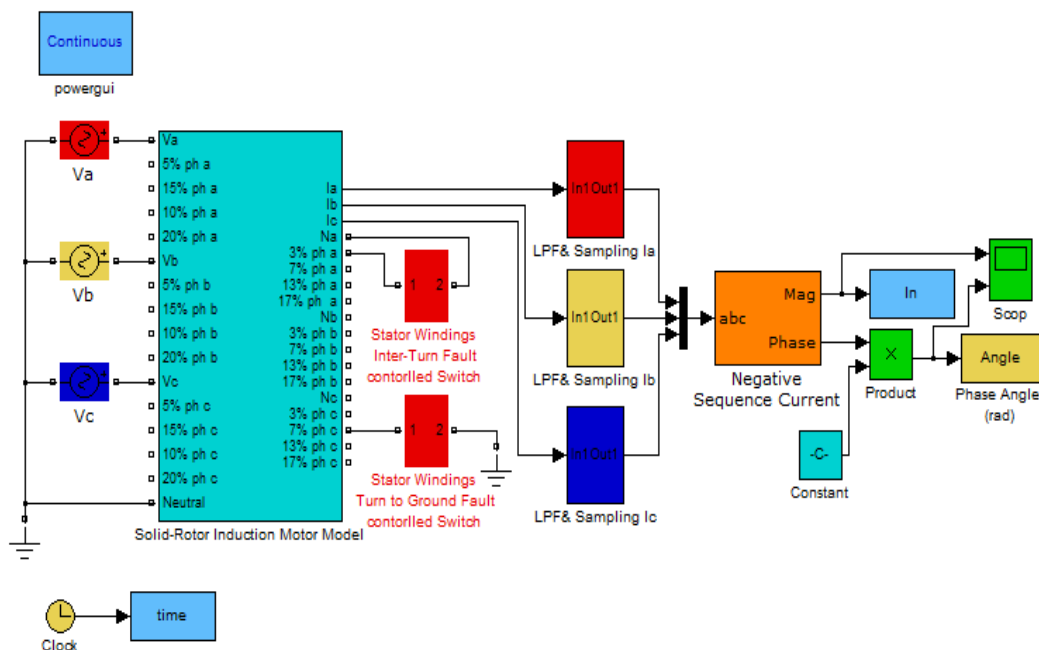 Continuous
powergui
Va
Vb
Vc
Va
5% ph a
15% ph a
10% ph a
20% ph a
Vb
5% ph b
15% ph b
10% ph b
20% ph b
Vc
5% ph c
15% ph c
10% ph c
20% ph c
Neutral
Ia
Ib
Ic
Na
3% ph a
7% ph a
13% ph a
17% ph a
Nb
3% ph b
7% ph b
13% ph b
17% ph b
Nc
3% ph c
7% ph c
13% ph c
17% ph c
Solid-Rotor Induction Motor Model
1 2
Stator Windings
Inter-Turn Fault
contorlled Switch
1 2
Stator Windings
Turn to Ground Fault
contorlled Switch
In1Out1
LPF& Sampling Ia
In1Out1
LPF& Sampling Ib
In1Out1
LPF& Sampling Ic
abc
Mag
Phase
Negative
Sequence Current
In
Scop
X
Product
Angle
Phase Angle
(rad)
-C-
Constant
Clock
time